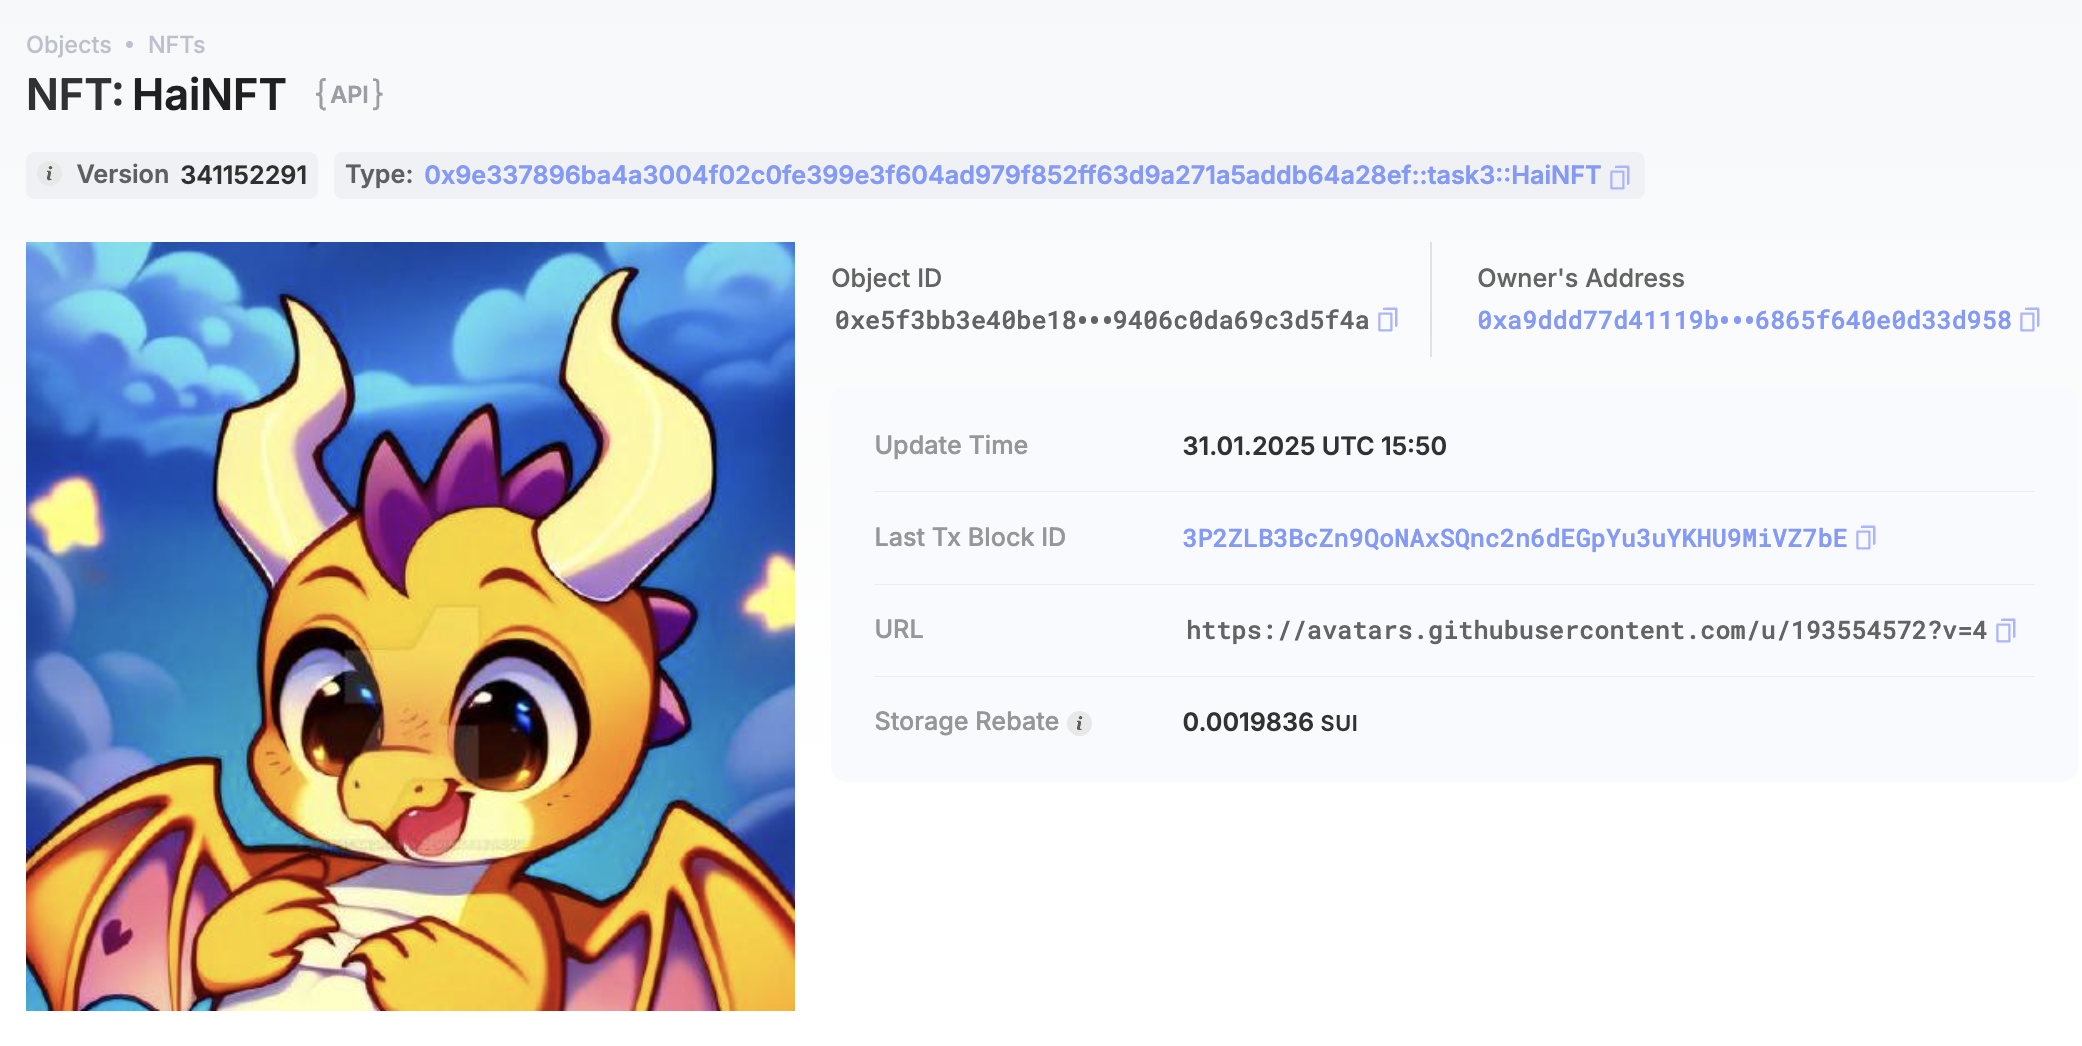 Objects • NFTs
NFT: HaiNFT {API}
i Version 341152291 Type: 0x9e337896ba4a3004f02c0fe399e3f604ad979f852ff63d9a271a5addb64a28ef::task3::HaiNFT
Object ID
0xe5f3bb3e40be18•••9406c0da69c3d5f4a
Owner's Address
0xa9ddd77d41119b•••6865f640e0d33d958
Update Time 31.01.2025 UTC 15:50
Last Tx Block ID 3P2ZLB3BcZn9QoNAxSQnc2n6dEGpYu3uYKHU9MiVZ7bE
URL https://avatars.githubusercontent.com/u/193554572?v=4
Storage Rebate i 0.0019836 SUI